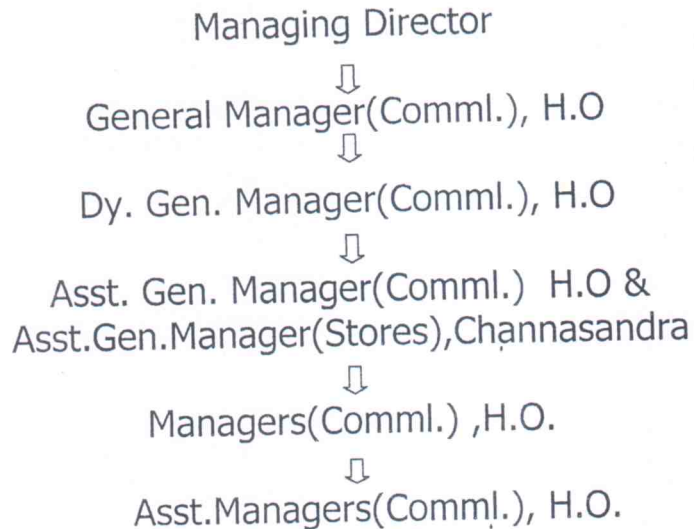 Managing Director
⇩
General Manager(Comml.), H.O
⇩
Dy. Gen. Manager(Comml.), H.O
⇩
Asst. Gen. Manager(Comml.) H.O &
Asst.Gen.Manager(Stores),Channasandra
⇩
Managers(Comml.) ,H.O.
⇩
Asst.Managers(Comml.), H.O.